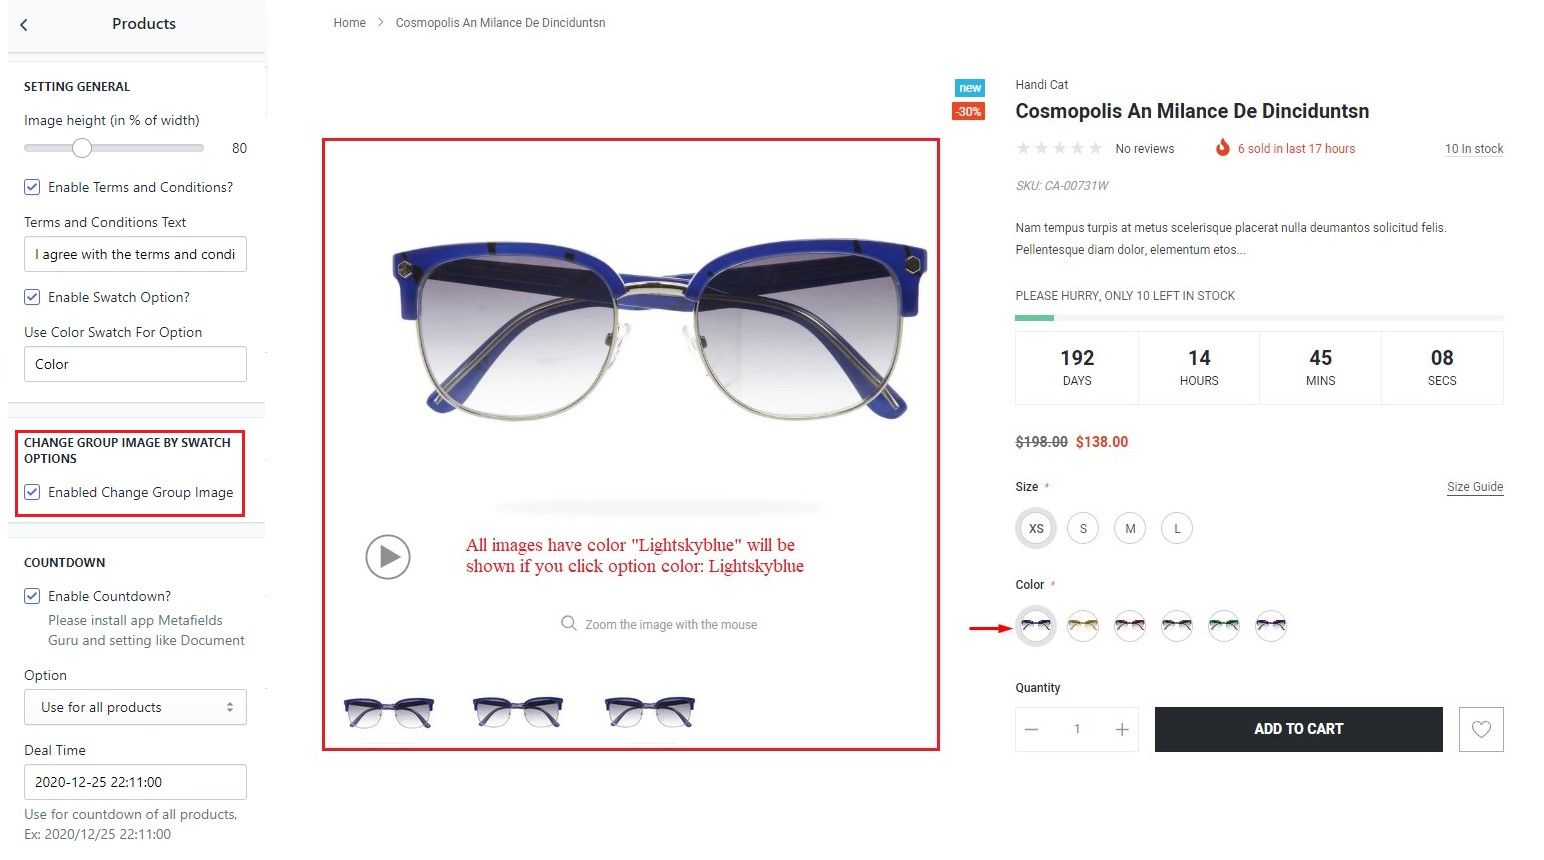 Products
SETTING GENERAL
Image height (in % of width)
80
Enable Terms and Conditions?
Terms and Conditions Text
I agree with the terms and condi
Enable Swatch Option?
Use Color Swatch For Option
Color
CHANGE GROUP IMAGE BY SWATCH
OPTIONS
Enabled Change Group Image
COUNTDOWN
Enable Countdown?
Please install app Metafields
Guru and setting like Document
Option
Use for all products
Deal Time
2020-12-25 22:11:00
Use for countdown of all products,
Ex: 2020/12/25 22:11:00
Home > Cosmopolis An Milance De Dinciduntsn
new
-30%
All images have color "Lightskyblue" will be
shown if you click option color: Lightskyblue
Zoom the image with the mouse
Handi Cat
Cosmopolis An Milance De Dinciduntsn
No reviews 6 sold in last 17 hours 10 In stock
SKU: CA-00731W
Nam tempus turpis at metus scelerisque placerat nulla deumantos solicitud felis.
Pellentesque diam dolor, elementum etos...
PLEASE HURRY, ONLY 10 LEFT IN STOCK
192 14 45 08
DAYS HOURS MINS SECS
$198.00 $138.00
Size * Size Guide
XS S M L
Color *
Quantity
1 ADD TO CART